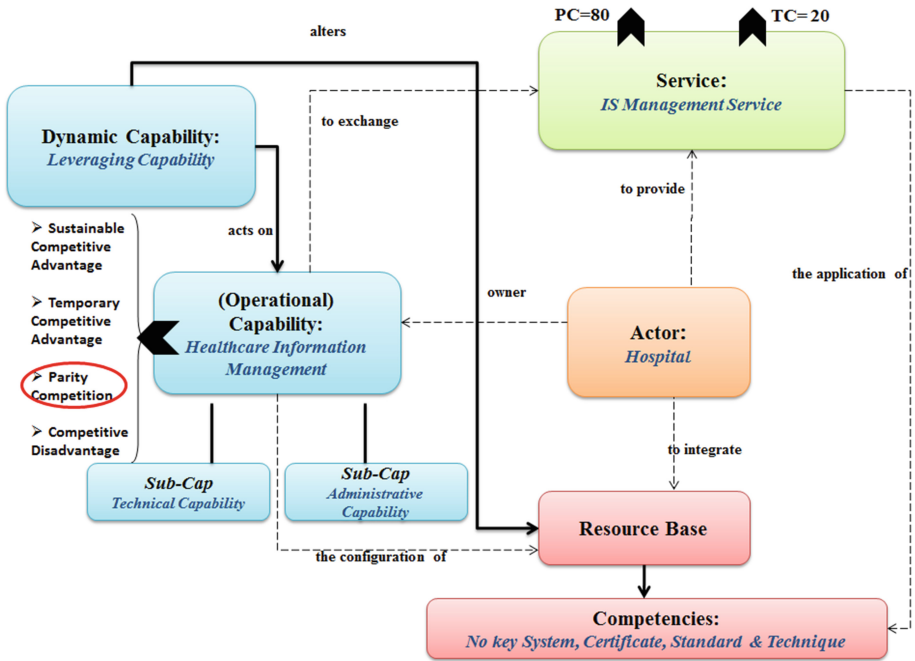 PC=80
TC= 20
alters
Service:
IS Management Service
to exchange
Dynamic Capability:
Leveraging Capability
to provide
acts on
➢ Sustainable
Competitive
Advantage
➢ Temporary
Competitive
Advantage
➢ Parity
Competition
➢ Competitive
Disadvantage
the application of
(Operational)
Capability:
Healthcare Information
Management
owner
Actor:
Hospital
to integrate
Sub-Cap
Technical Capability
Sub-Cap
Administrative
Capability
Resource Base
the configuration of
Competencies:
No key System, Certificate, Standard & Technique